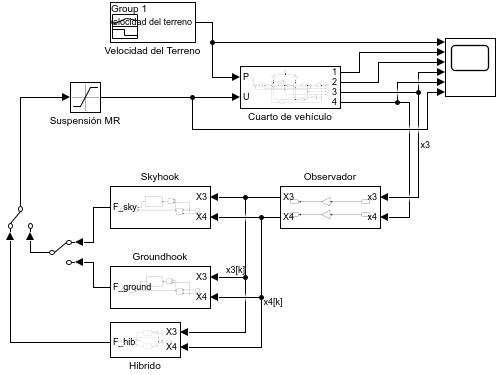 Group 1
Velocidad del terreno
Velocidad del Terreno
P
U
1
2
3
4
Cuarto de vehículo
Suspensión MR
x3
Skyhook
F_sky
X3
X4
Observador
X3
X4
x3
x4
Groundhook
F_ground
X3
X4
x3[k]
x4[k]
F_hib
X3
X4
Hibrido